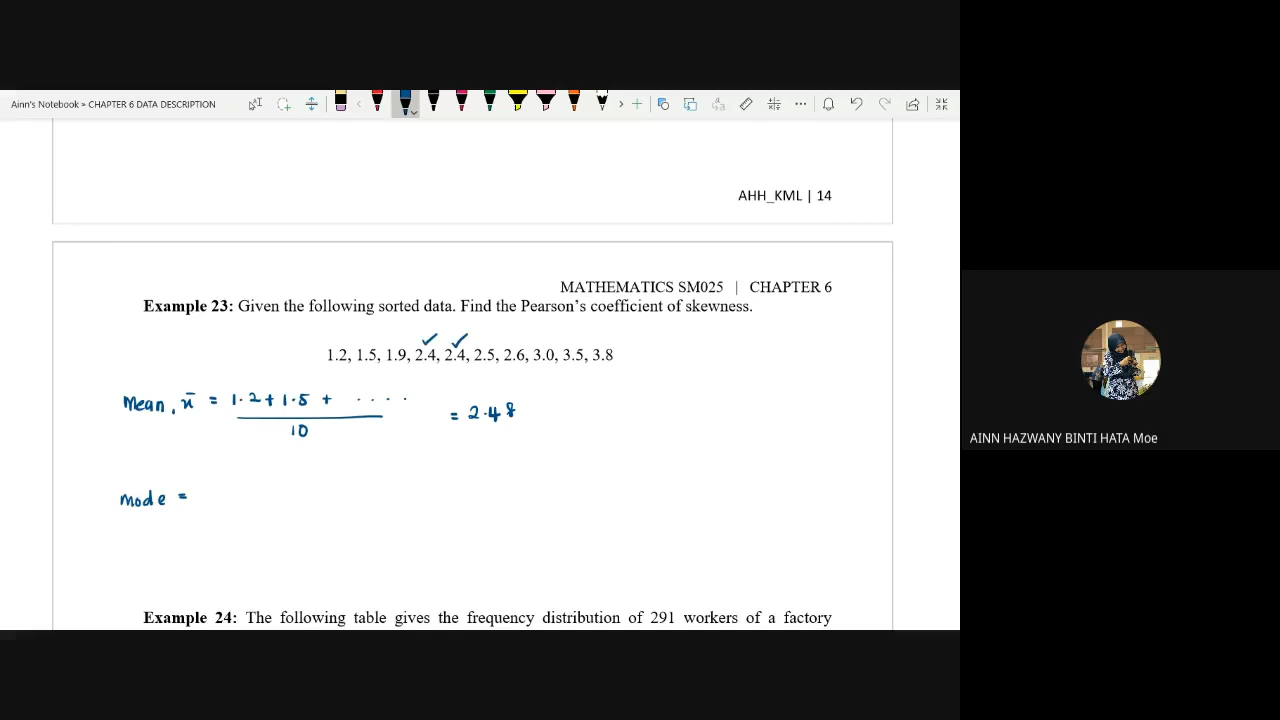 Ainn's Notebook » CHAPTER 6 DATA DESCRIPTION
AHH_KML | 14
MATHEMATICS SM025 | CHAPTER 6
Example 23: Given the following sorted data. Find the Pearson's coefficient of skewness.
1.2, 1.5, 1.9, 2.4, 2.4, 2.5, 2.6, 3.0, 3.5, 3.8
Mean, x̄ = 1.2 + 1.5 + .... = 2.48
10
mode =
Example 24: The following table gives the frequency distribution of 291 workers of a factory
AINN HAZWANY BINTI HATA Moe